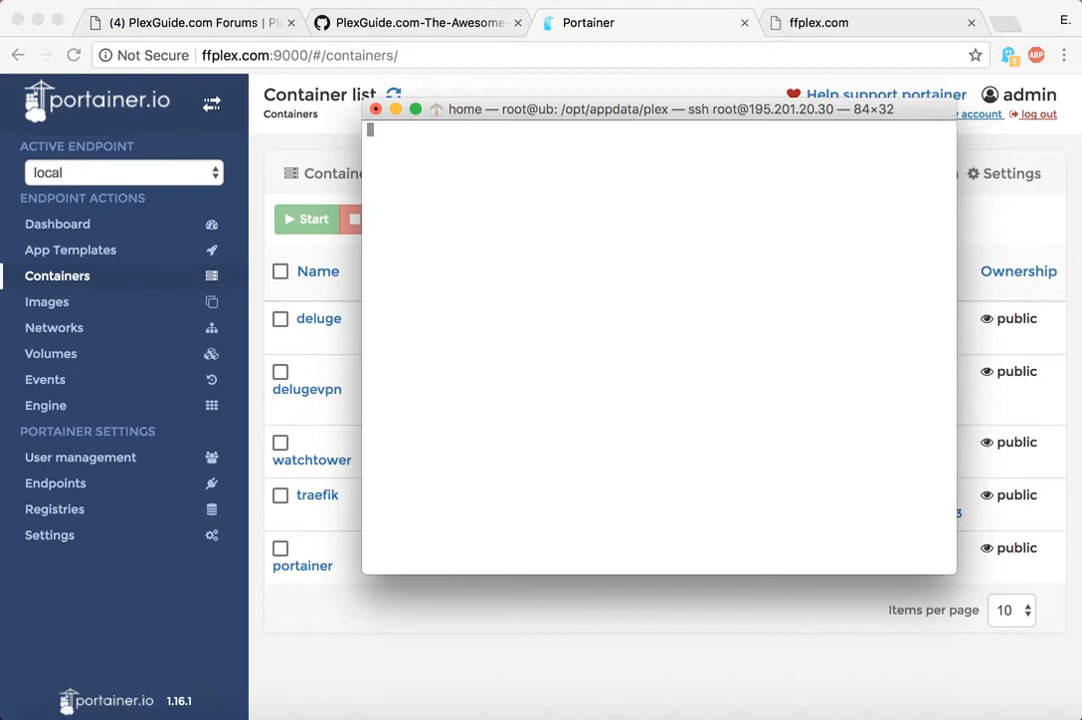 (4) PlexGuide.com Forums | Pl
PlexGuide.com-The-Awesome-
Portainer
ffplex.com
E.
Not Secure
ffplex.com:9000/#/containers/
portainer.io
ACTIVE ENDPOINT
local
ENDPOINT ACTIONS
Dashboard
App Templates
Containers
Images
Networks
Volumes
Events
Engine
PORTAINER SETTINGS
User management
Endpoints
Registries
Settings
portainer.io 1.16.1
Container list
Containers
Help support portainer
admin
account
log out
home — root@ub: /opt/appdata/plex — ssh root@195.201.20.30 — 84×32
Containe
Settings
Start
Name
Ownership
deluge
public
delugevpn
public
watchtower
public
traefik
3
public
portainer
public
Items per page
10